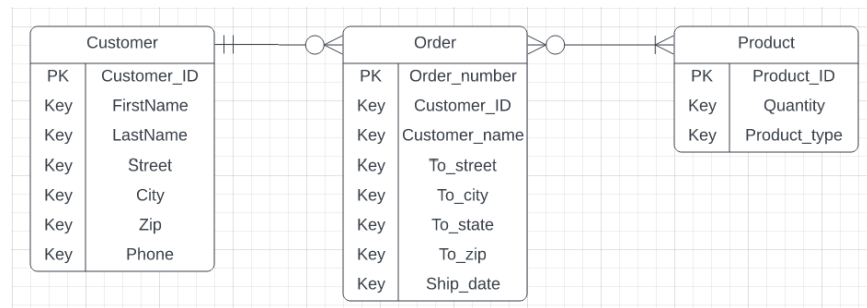 Customer
PK Customer_ID
Key FirstName
Key LastName
Key Street
Key City
Key Zip
Key Phone
Order
PK Order_number
Key Customer_ID
Key Customer_name
Key To_street
Key To_city
Key To_state
Key To_zip
Key Ship_date
Product
PK Product_ID
Key Quantity
Key Product_type